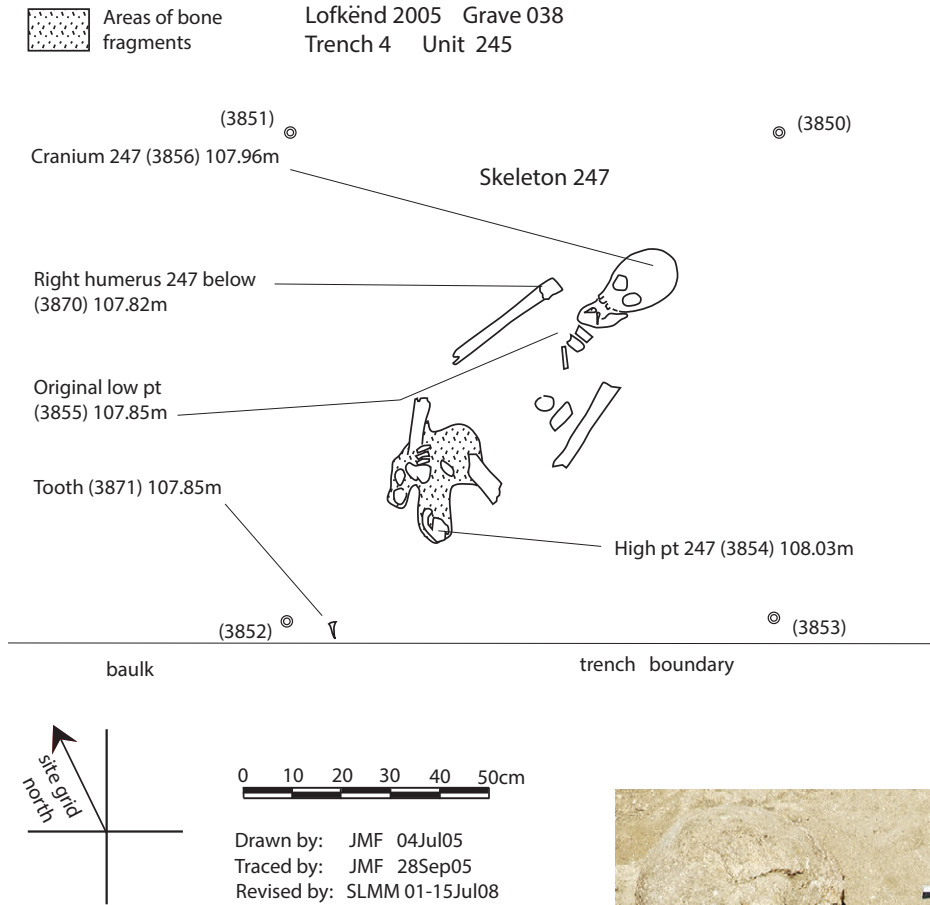 Areas of bone
fragments
Lofkënd 2005 Grave 038
Trench 4 Unit 245
(3851)
(3850)
Cranium 247 (3856) 107.96m
Skeleton 247
Right humerus 247 below
(3870) 107.82m
Original low pt
(3855) 107.85m
Tooth (3871) 107.85m
High pt 247 (3854) 108.03m
(3852)
(3853)
baulk
trench boundary
site grid
north
0 10 20 30 40 50cm
Drawn by: JMF 04Jul05
Traced by: JMF 28Sep05
Revised by: SLMM 01-15Jul08